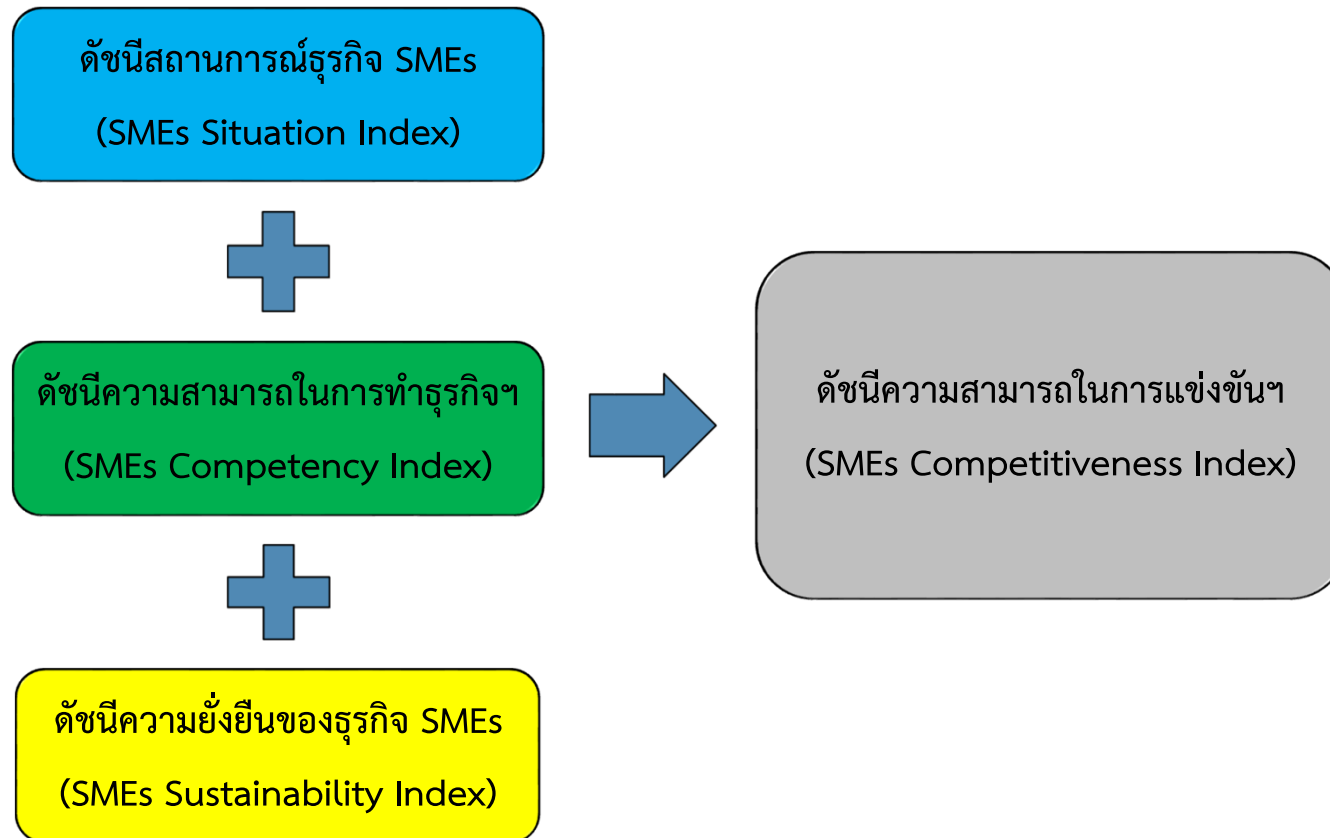 ดัชนีสถานการณ์ธุรกิจ SMEs
(SMEs Situation Index)
ดัชนีความสามารถในการทำธุรกิจฯ
(SMEs Competency Index)
ดัชนีความสามารถในการแข่งขันฯ
(SMEs Competitiveness Index)
ดัชนีความยั่งยืนของธุรกิจ SMEs
(SMEs Sustainability Index)